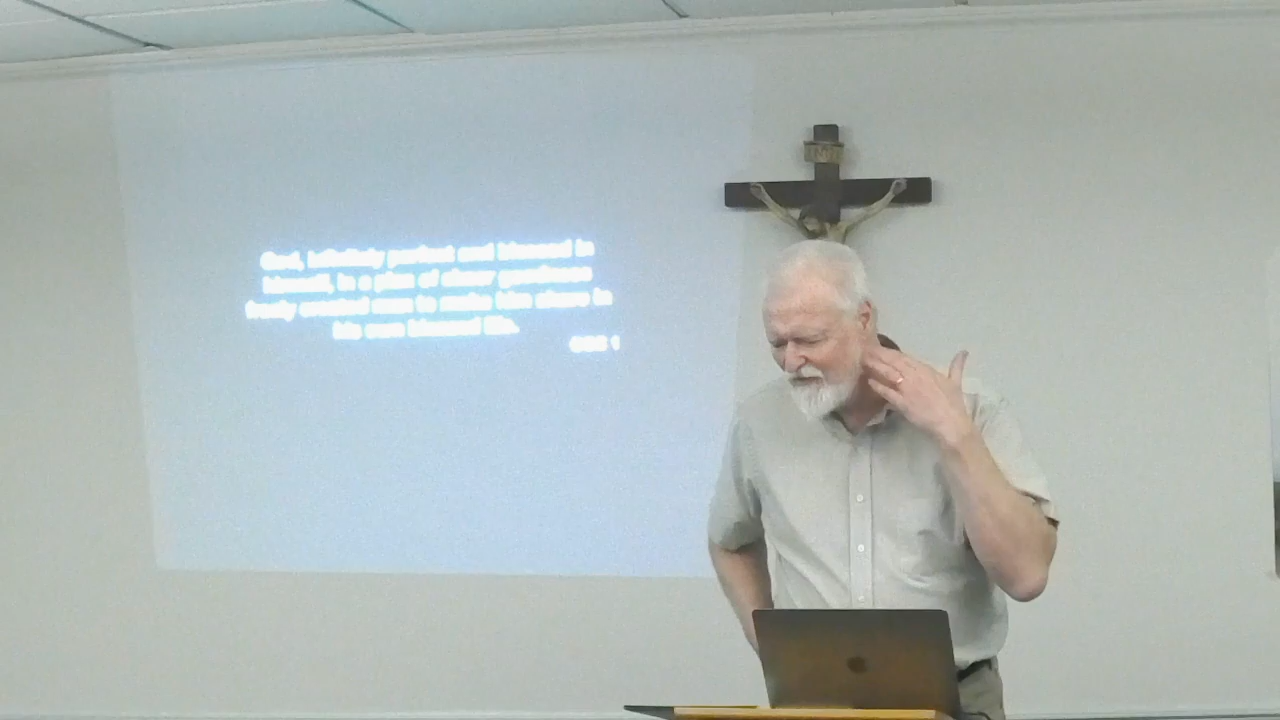 God, infinitely perfect and blessed in
himself, in a plan of sheer goodness
freely created man to make him share in
his own blessed life.
CCC 1